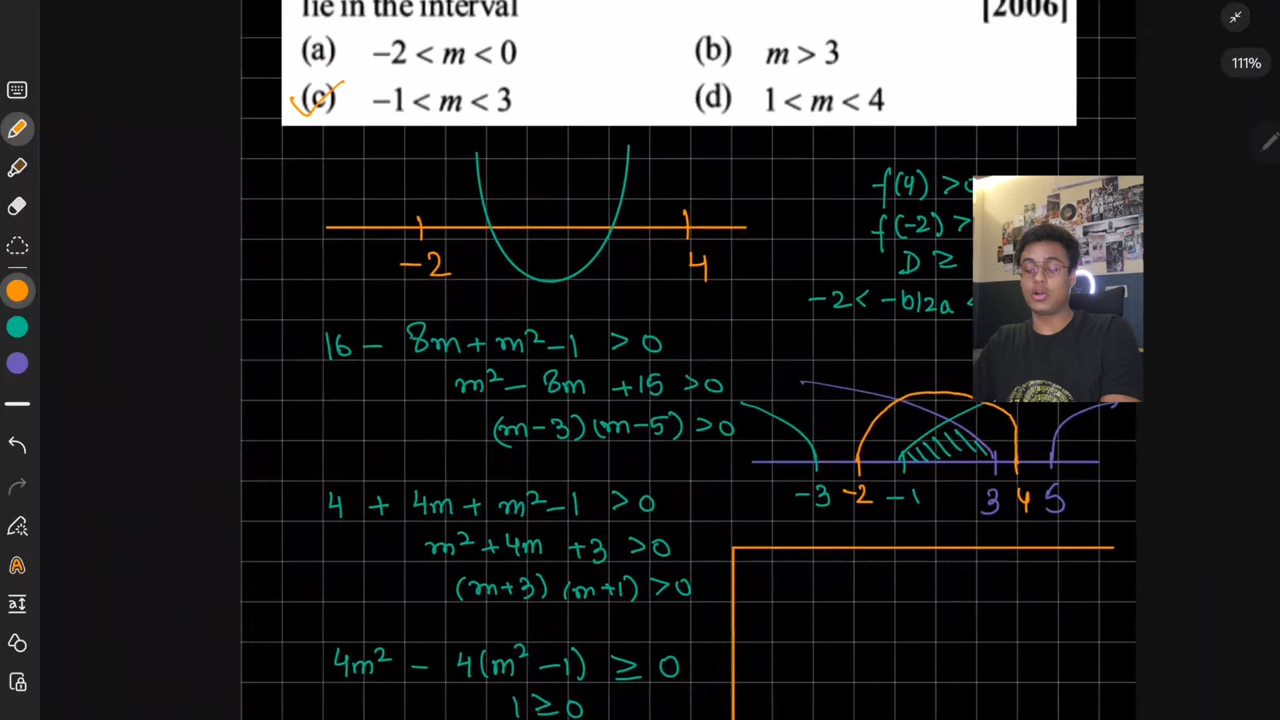 lie in the interval [2006]
(a) −2 < m < 0 (b) m > 3
(c) −1 < m < 3 (d) 1 < m < 4
111%
-2 4
f(4) >0
f(-2) >
D ≥
-2 < -b/2a <
16 - 8m + m² - 1 > 0
m² - 8m + 15 > 0
(m-3)(m-5) > 0
-3 -2 -1 3 4 5
4 + 4m + m² - 1 > 0
m² + 4m + 3 > 0
(m+3) (m+1) > 0
4m² - 4(m² - 1) ≥ 0
1 ≥ 0